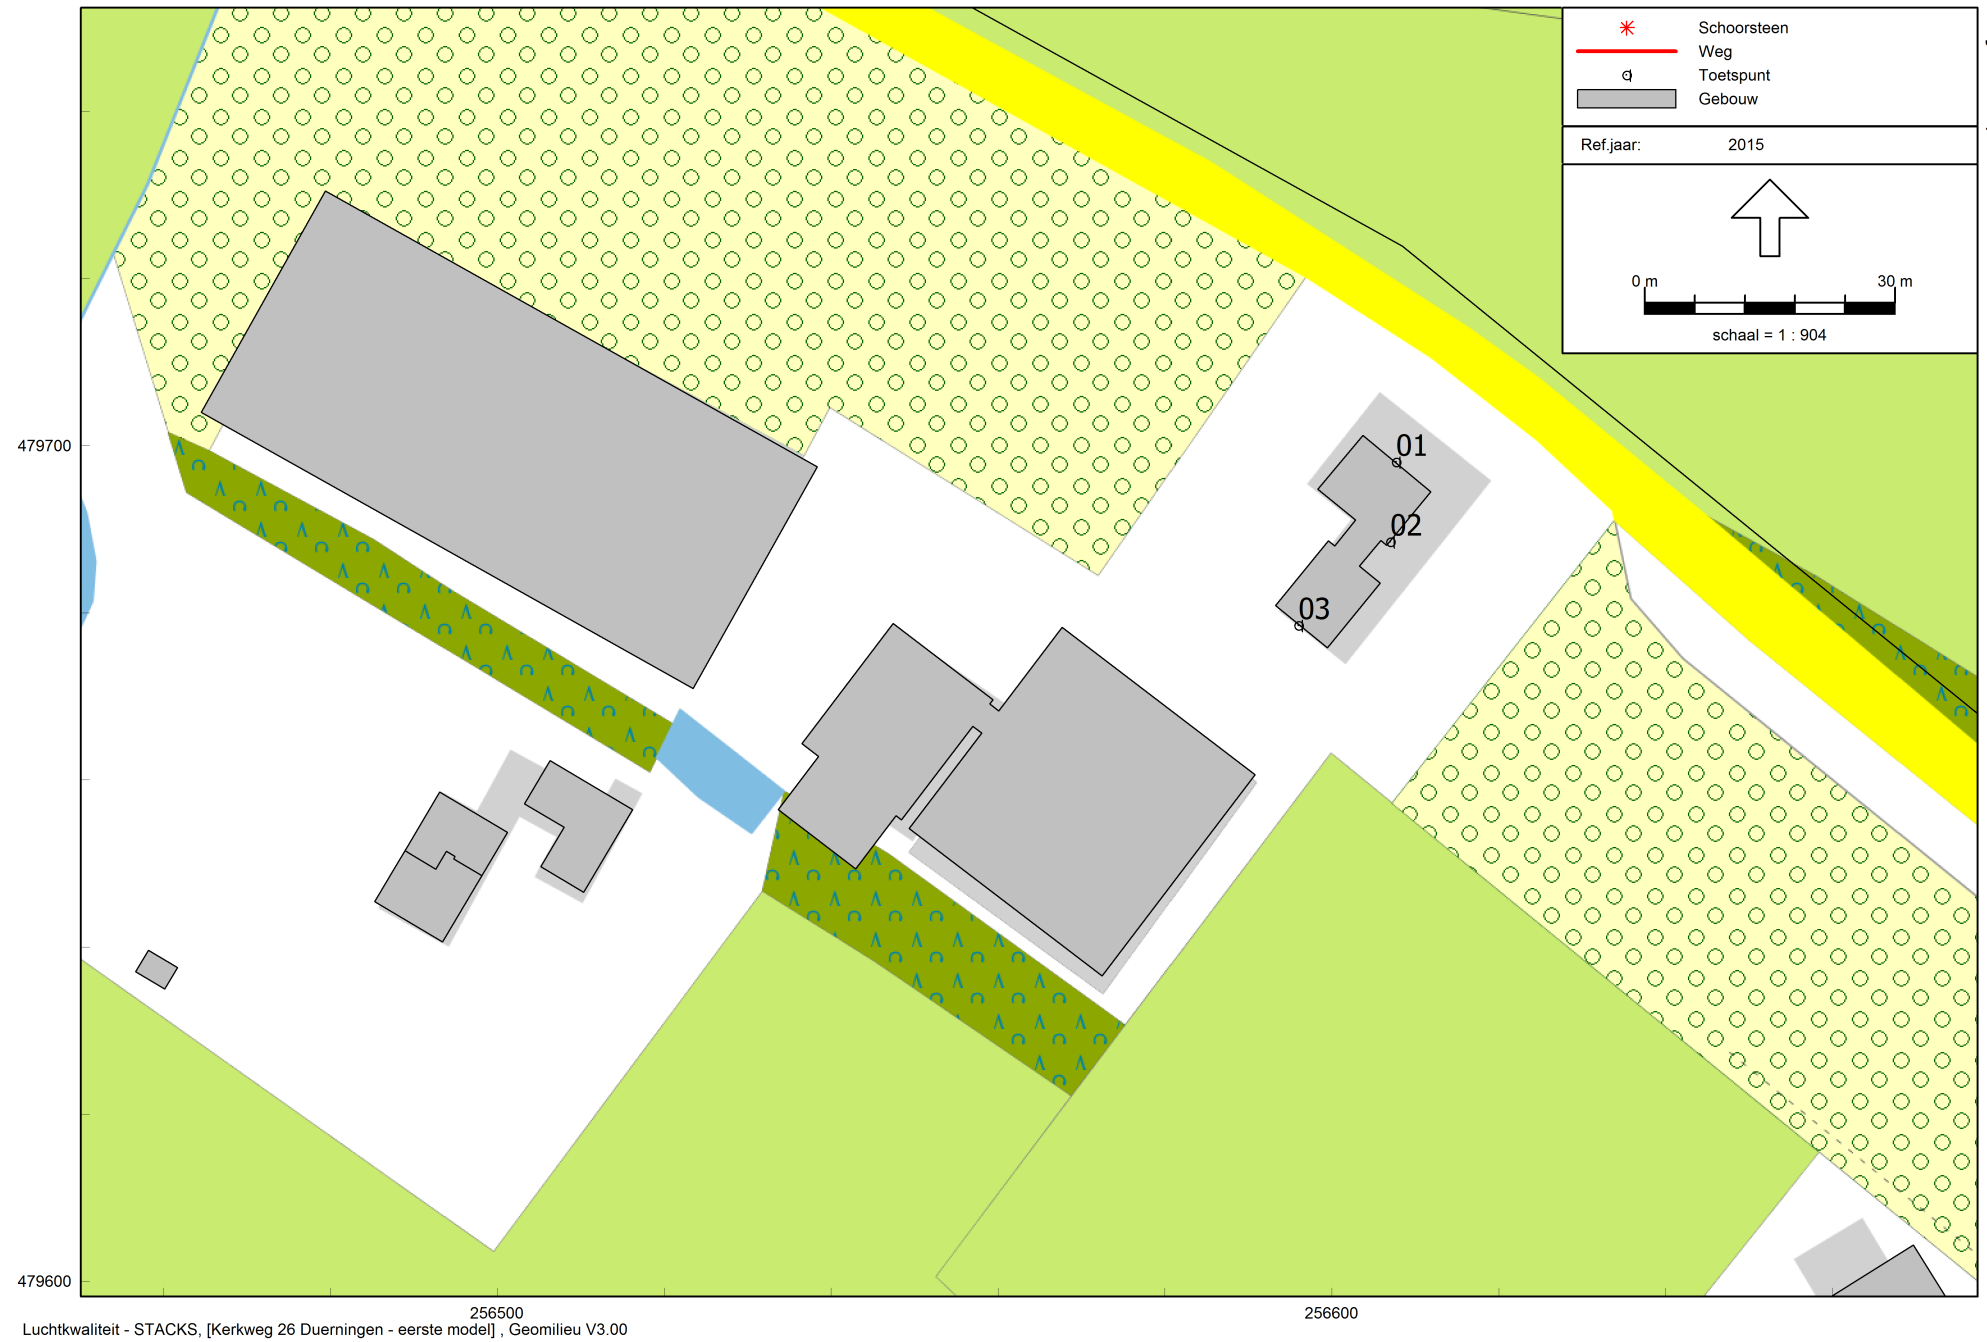 Schoorsteen
Weg
Toetspunt
Gebouw
Ref.jaar: 2015
0 m 30 m
schaal = 1 : 904
01
479700
02
03
479600
256500 256600
Luchtkwaliteit - STACKS, [Kerkweg 26 Duerningen - eerste model] , Geomilieu V3.00